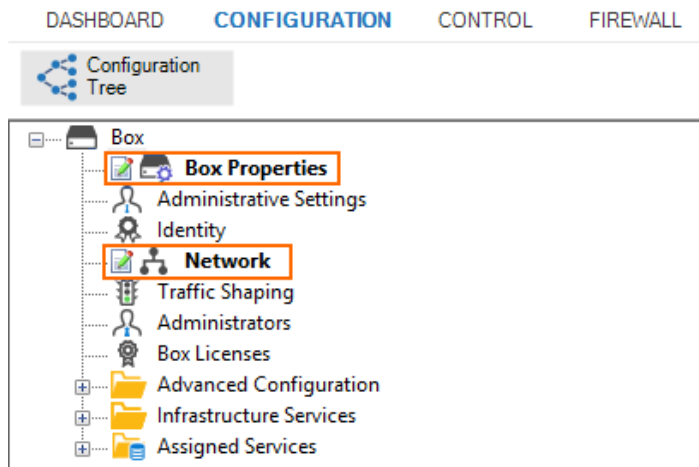 DASHBOARD CONFIGURATION CONTROL FIREWALL
Configuration
Tree
Box
Box Properties
Administrative Settings
Identity
Network
Traffic Shaping
Administrators
Box Licenses
Advanced Configuration
Infrastructure Services
Assigned Services